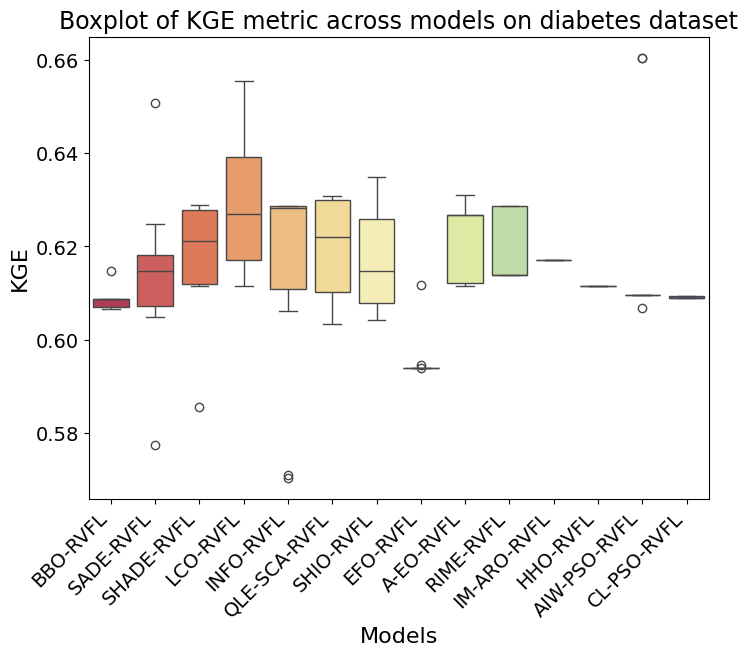 Boxplot of KGE metric across models on diabetes dataset
0.66
0.64
0.62
0.60
0.58
KGE
BBO-RVFL
SADE-RVFL
SHADE-RVFL
LCO-RVFL
INFO-RVFL
QLE-SCA-RVFL
SHIO-RVFL
EFO-RVFL
A-EO-RVFL
RIME-RVFL
IM-ARO-RVFL
HHO-RVFL
AIW-PSO-RVFL
CL-PSO-RVFL
Models